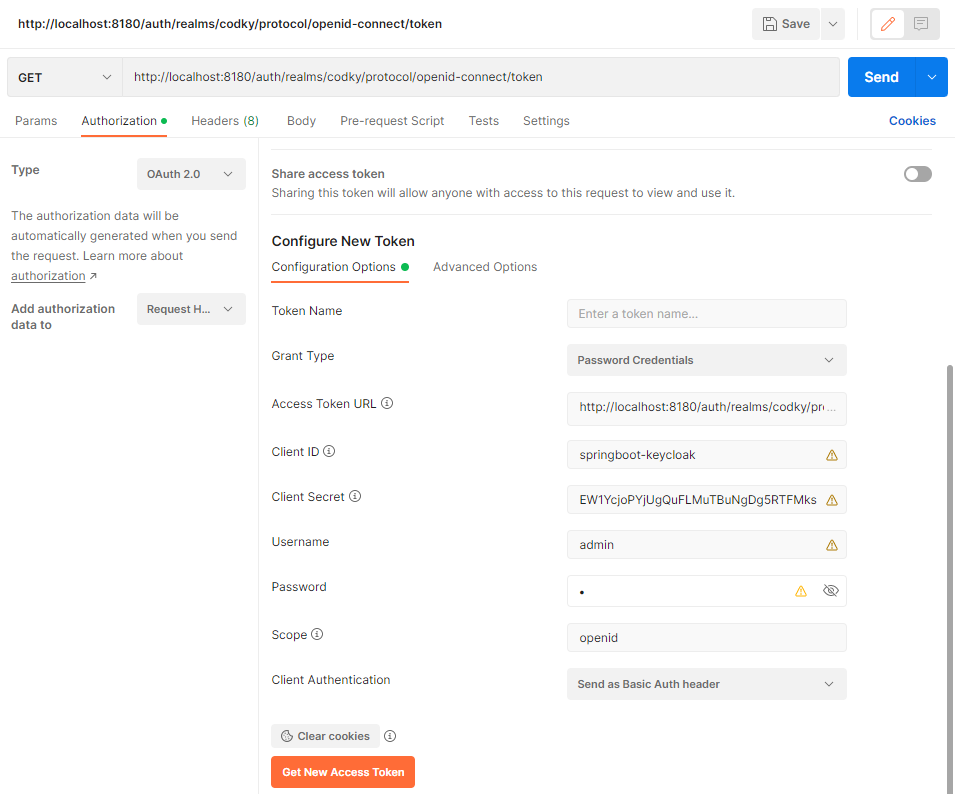 http://localhost:8180/auth/realms/codky/protocol/openid-connect/token
Save
GET
http://localhost:8180/auth/realms/codky/protocol/openid-connect/token
Send
Params
Authorization
Headers (8)
Body
Pre-request Script
Tests
Settings
Cookies
Type
OAuth 2.0
The authorization data will be
automatically generated when you send
the request. Learn more about
authorization ↗
Add authorization
data to
Request H...
Share access token
Sharing this token will allow anyone with access to this request to view and use it.
Configure New Token
Configuration Options
Advanced Options
Token Name
Enter a token name...
Grant Type
Password Credentials
Access Token URL
http://localhost:8180/auth/realms/codky/pr...
Client ID
springboot-keycloak
Client Secret
EW1YcjoPYjUgQuFLMuTBuNgDg5RTFMks
Username
admin
Password
•
Scope
openid
Client Authentication
Send as Basic Auth header
Clear cookies
Get New Access Token